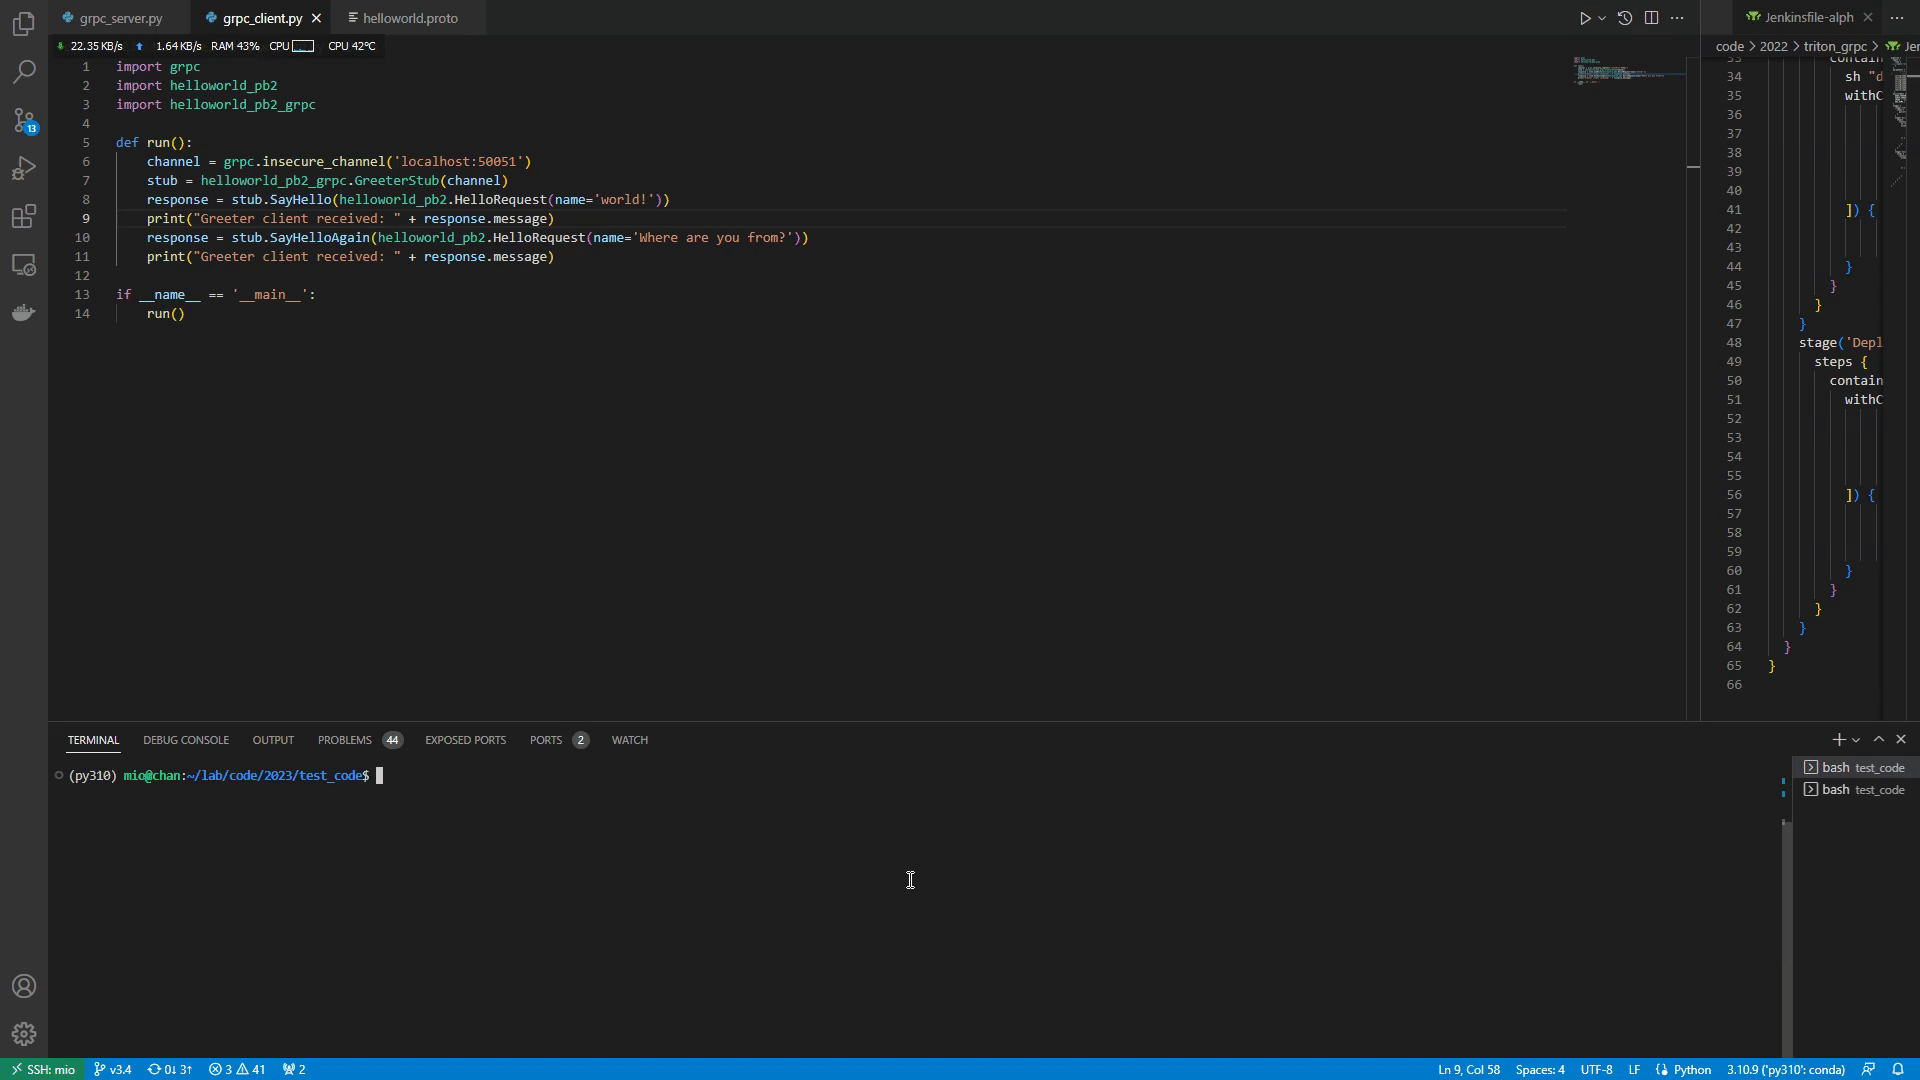 grpc_server.py
grpc_client.py
helloworld.proto
22.35 KB/s 1.64 KB/s RAM 43% CPU CPU 42°C
1 import grpc
2 import helloworld_pb2
3 import helloworld_pb2_grpc
4
5 def run():
6 channel = grpc.insecure_channel('localhost:50051')
7 stub = helloworld_pb2_grpc.GreeterStub(channel)
8 response = stub.SayHello(helloworld_pb2.HelloRequest(name='world!'))
9 print("Greeter client received: " + response.message)
10 response = stub.SayHelloAgain(helloworld_pb2.HelloRequest(name='Where are you from?'))
11 print("Greeter client received: " + response.message)
12
13 if __name__ == '__main__':
14 run()
Jenkinsfile-alph
code > 2022 > triton_grpc > Je
33 contain
34 sh "d
35 withC
36
37
38
39
40
41 ]) {
42
43
44 }
45 }
46 }
47 }
48 stage('Depl
49 steps {
50 contain
51 withC
52
53
54
55
56 ]) {
57
58
59
60 }
61 }
62 }
63 }
64 }
65 }
66
TERMINAL DEBUG CONSOLE OUTPUT PROBLEMS 44 EXPOSED PORTS PORTS 2 WATCH
(py310) mio@chan:~/lab/code/2023/test_code$
bash test_code
bash test_code
13
SSH: mio v3.4 0↓ 3↑ 3 41 2
Ln 9, Col 58 Spaces: 4 UTF-8 LF Python 3.10.9 ('py310': conda)